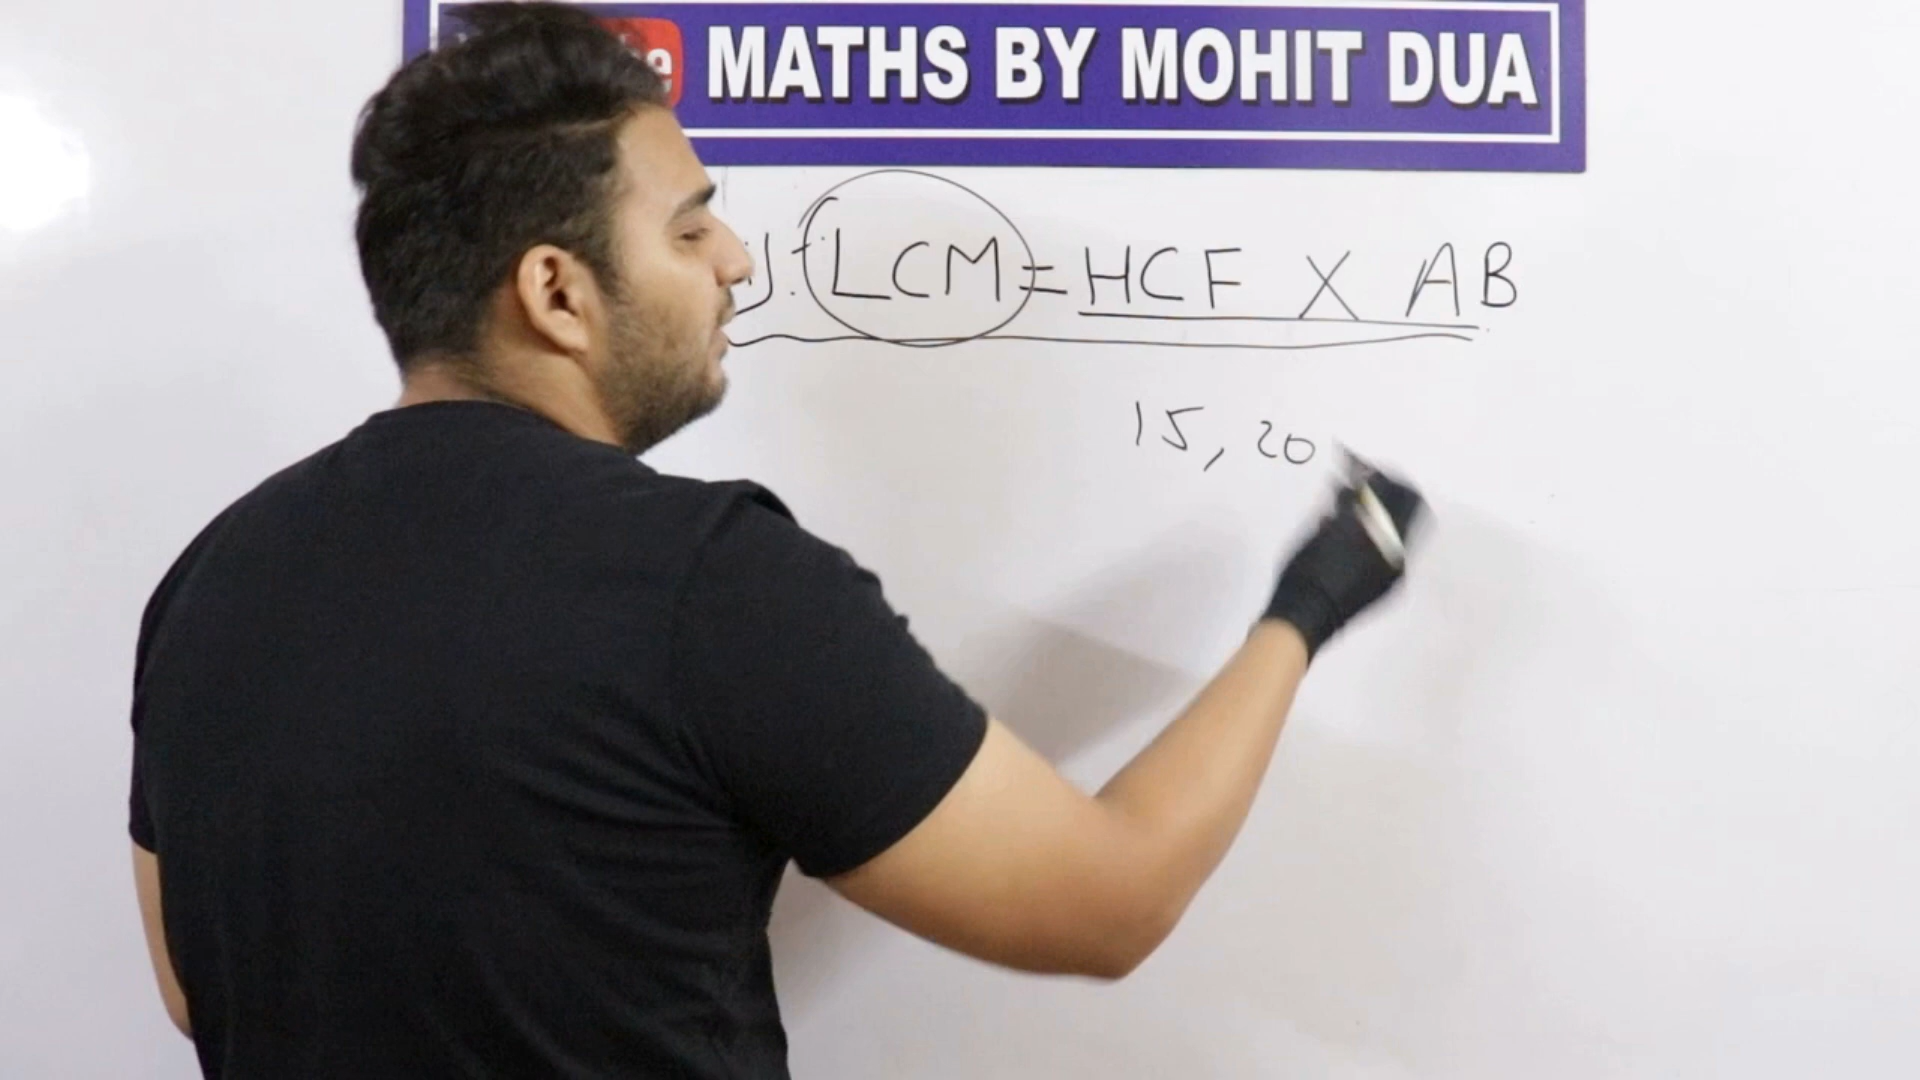 MATHS BY MOHIT DUA
LCM = HCF X AB
15, 20